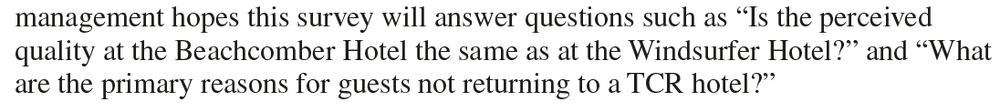 management hopes this survey will answer questions such as “Is the perceived
quality at the Beachcomber Hotel the same as at the Windsurfer Hotel?” and “What
are the primary reasons for guests not returning to a TCR hotel?”